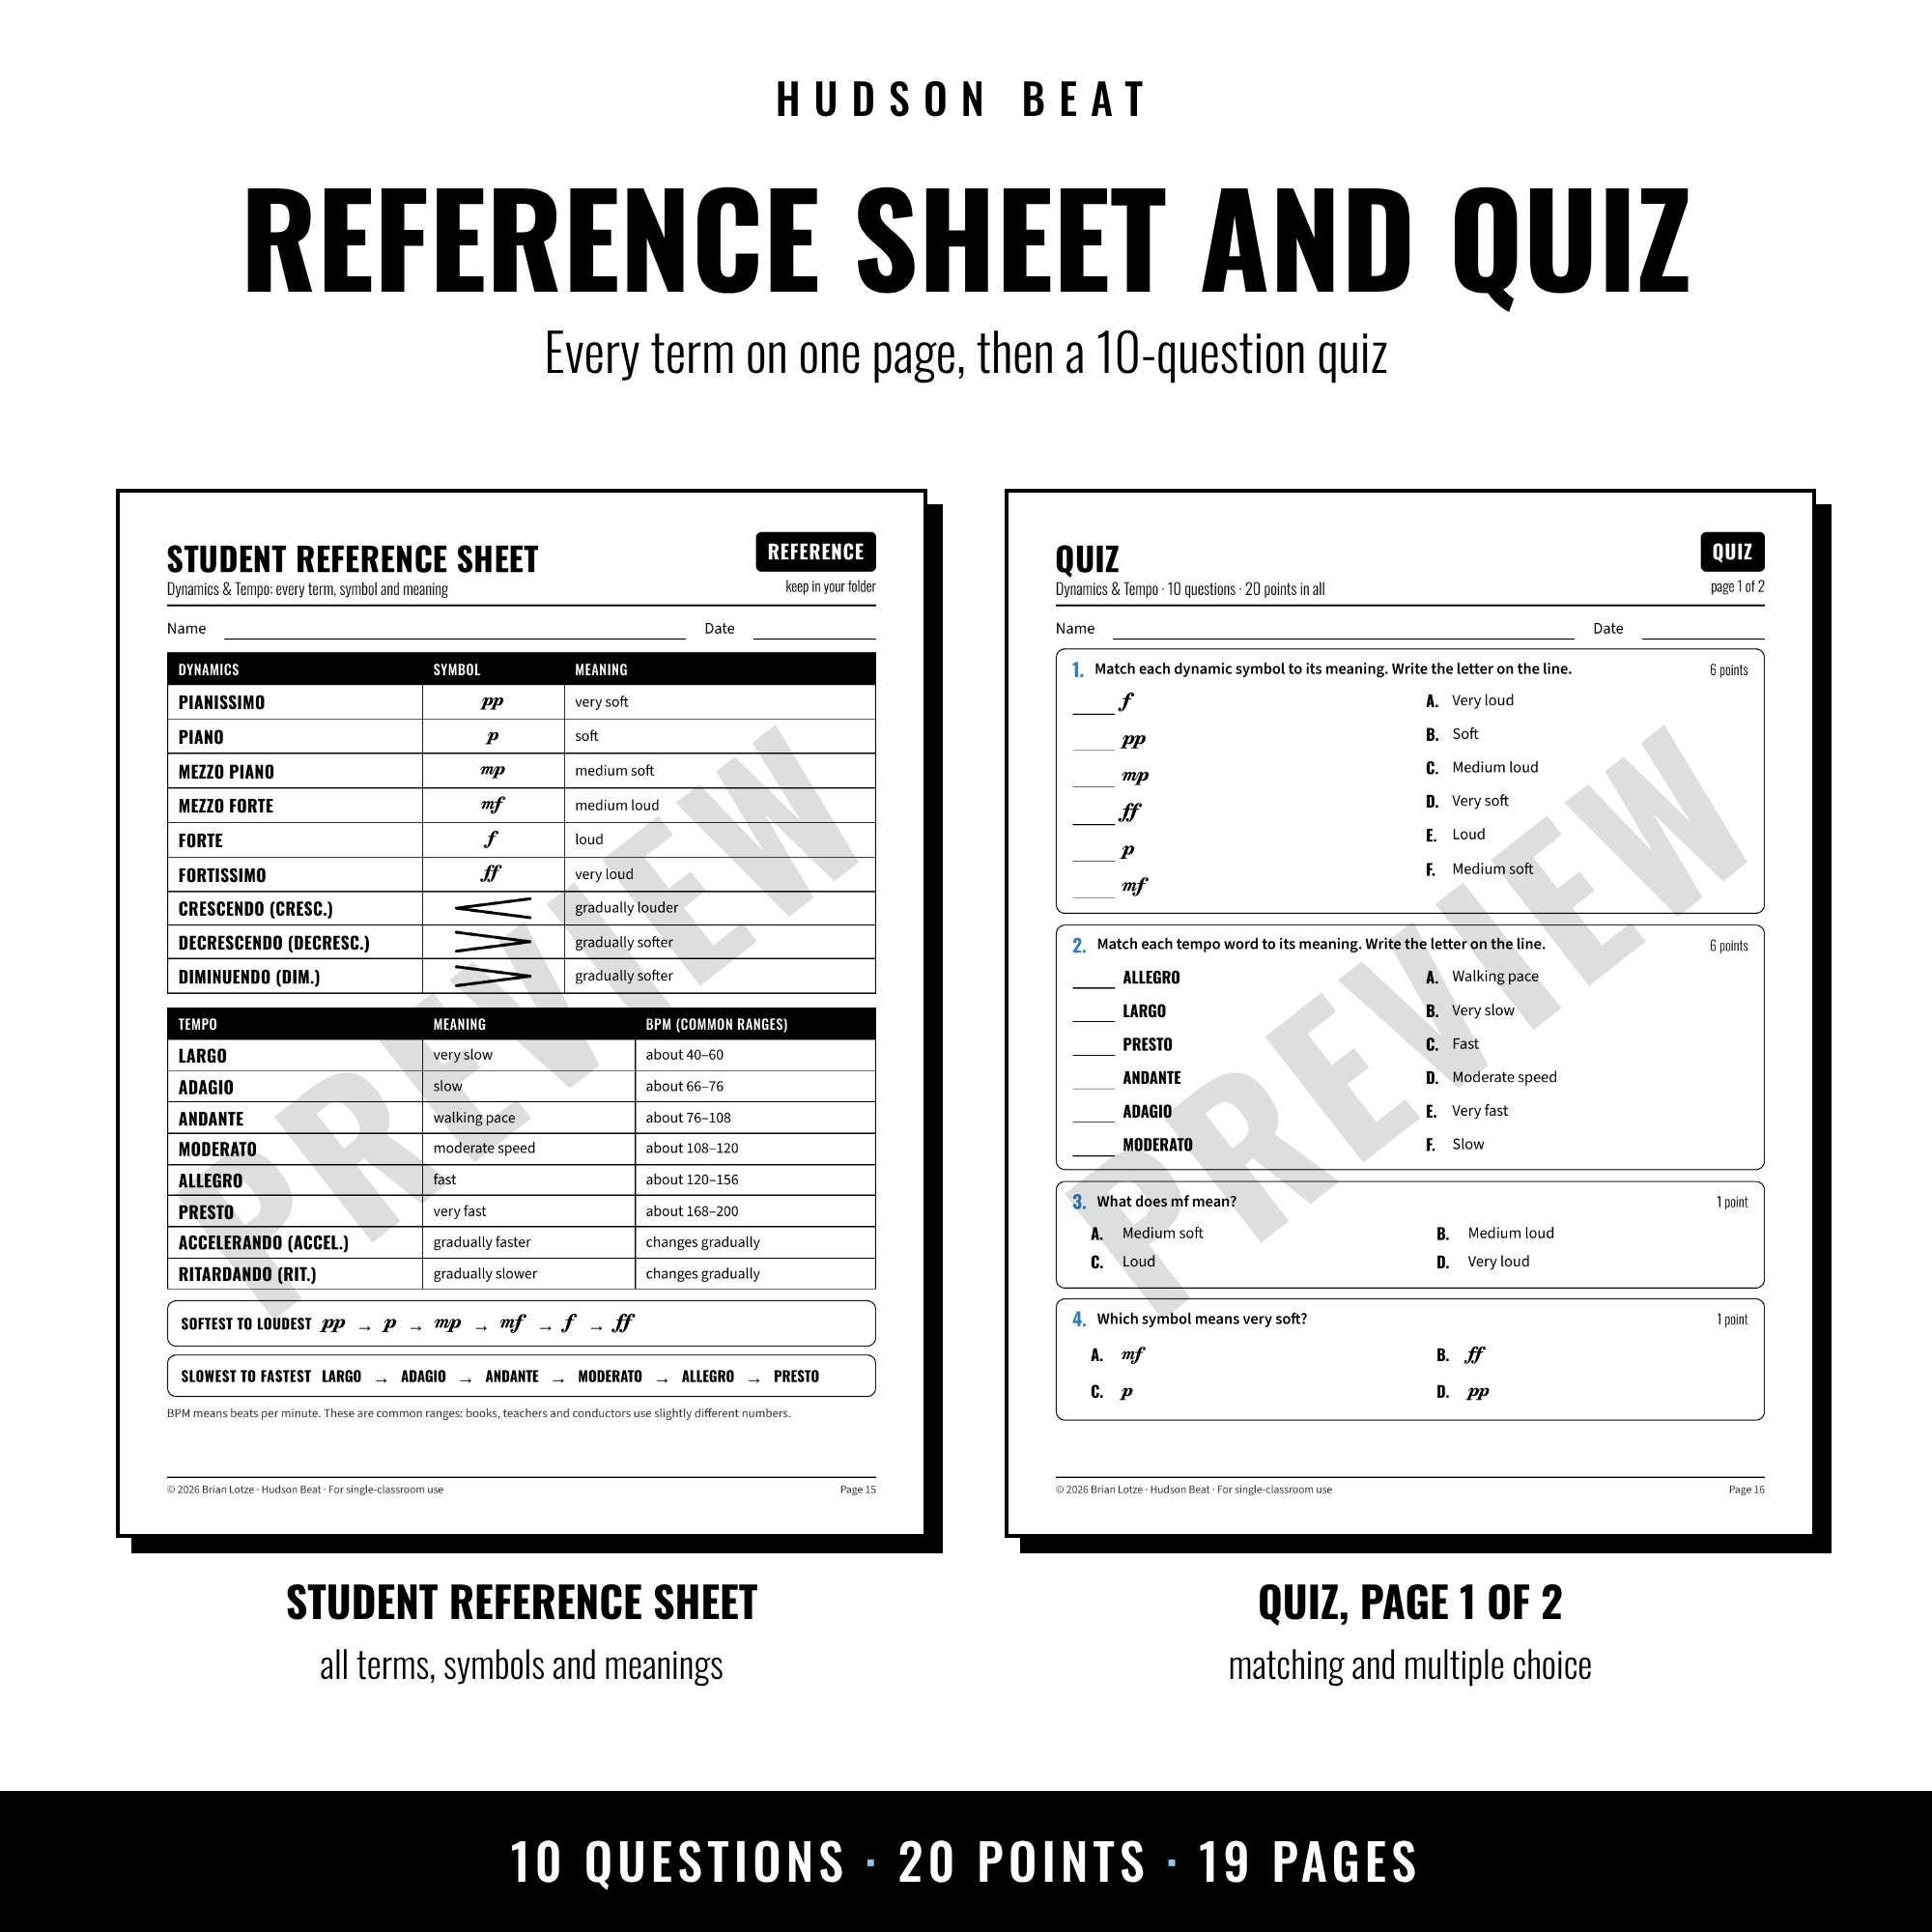 HUDSON BEAT
REFERENCE SHEET AND QUIZ
Every term on one page, then a 10-question quiz
STUDENT REFERENCE SHEET
REFERENCE
Dynamics & Tempo: every term, symbol and meaning
keep in your folder
Name Date
DYNAMICS SYMBOL MEANING
PIANISSIMO pp very soft
PIANO p soft
MEZZO PIANO mp medium soft
MEZZO FORTE mf medium loud
FORTE f loud
FORTISSIMO ff very loud
CRESCENDO (CRESC.) gradually louder
DECRESCENDO (DECRESC.) gradually softer
DIMINUENDO (DIM.) gradually softer
TEMPO MEANING BPM (COMMON RANGES)
LARGO very slow about 40–60
ADAGIO slow about 66–76
ANDANTE walking pace about 76–108
MODERATO moderate speed about 108–120
ALLEGRO fast about 120–156
PRESTO very fast about 168–200
ACCELERANDO (ACCEL.) gradually faster changes gradually
RITARDANDO (RIT.) gradually slower changes gradually
SOFTEST TO LOUDEST pp → p → mp → mf → f → ff
SLOWEST TO FASTEST LARGO → ADAGIO → ANDANTE → MODERATO → ALLEGRO → PRESTO
BPM means beats per minute. These are common ranges: books, teachers and conductors use slightly different numbers.
© 2026 Brian Lotze · Hudson Beat · For single-classroom use Page 15
PREVIEW
STUDENT REFERENCE SHEET
all terms, symbols and meanings
QUIZ
QUIZ
Dynamics & Tempo · 10 questions · 20 points in all
page 1 of 2
Name Date
1. Match each dynamic symbol to its meaning. Write the letter on the line. 6 points
f A. Very loud
pp B. Soft
mp C. Medium loud
ff D. Very soft
p E. Loud
mf F. Medium soft
2. Match each tempo word to its meaning. Write the letter on the line. 6 points
ALLEGRO A. Walking pace
LARGO B. Very slow
PRESTO C. Fast
ANDANTE D. Moderate speed
ADAGIO E. Very fast
MODERATO F. Slow
3. What does mf mean? 1 point
A. Medium soft B. Medium loud
C. Loud D. Very loud
4. Which symbol means very soft? 1 point
A. mf B. ff
C. p D. pp
© 2026 Brian Lotze · Hudson Beat · For single-classroom use Page 16
PREVIEW
QUIZ, PAGE 1 OF 2
matching and multiple choice
10 QUESTIONS · 20 POINTS · 19 PAGES